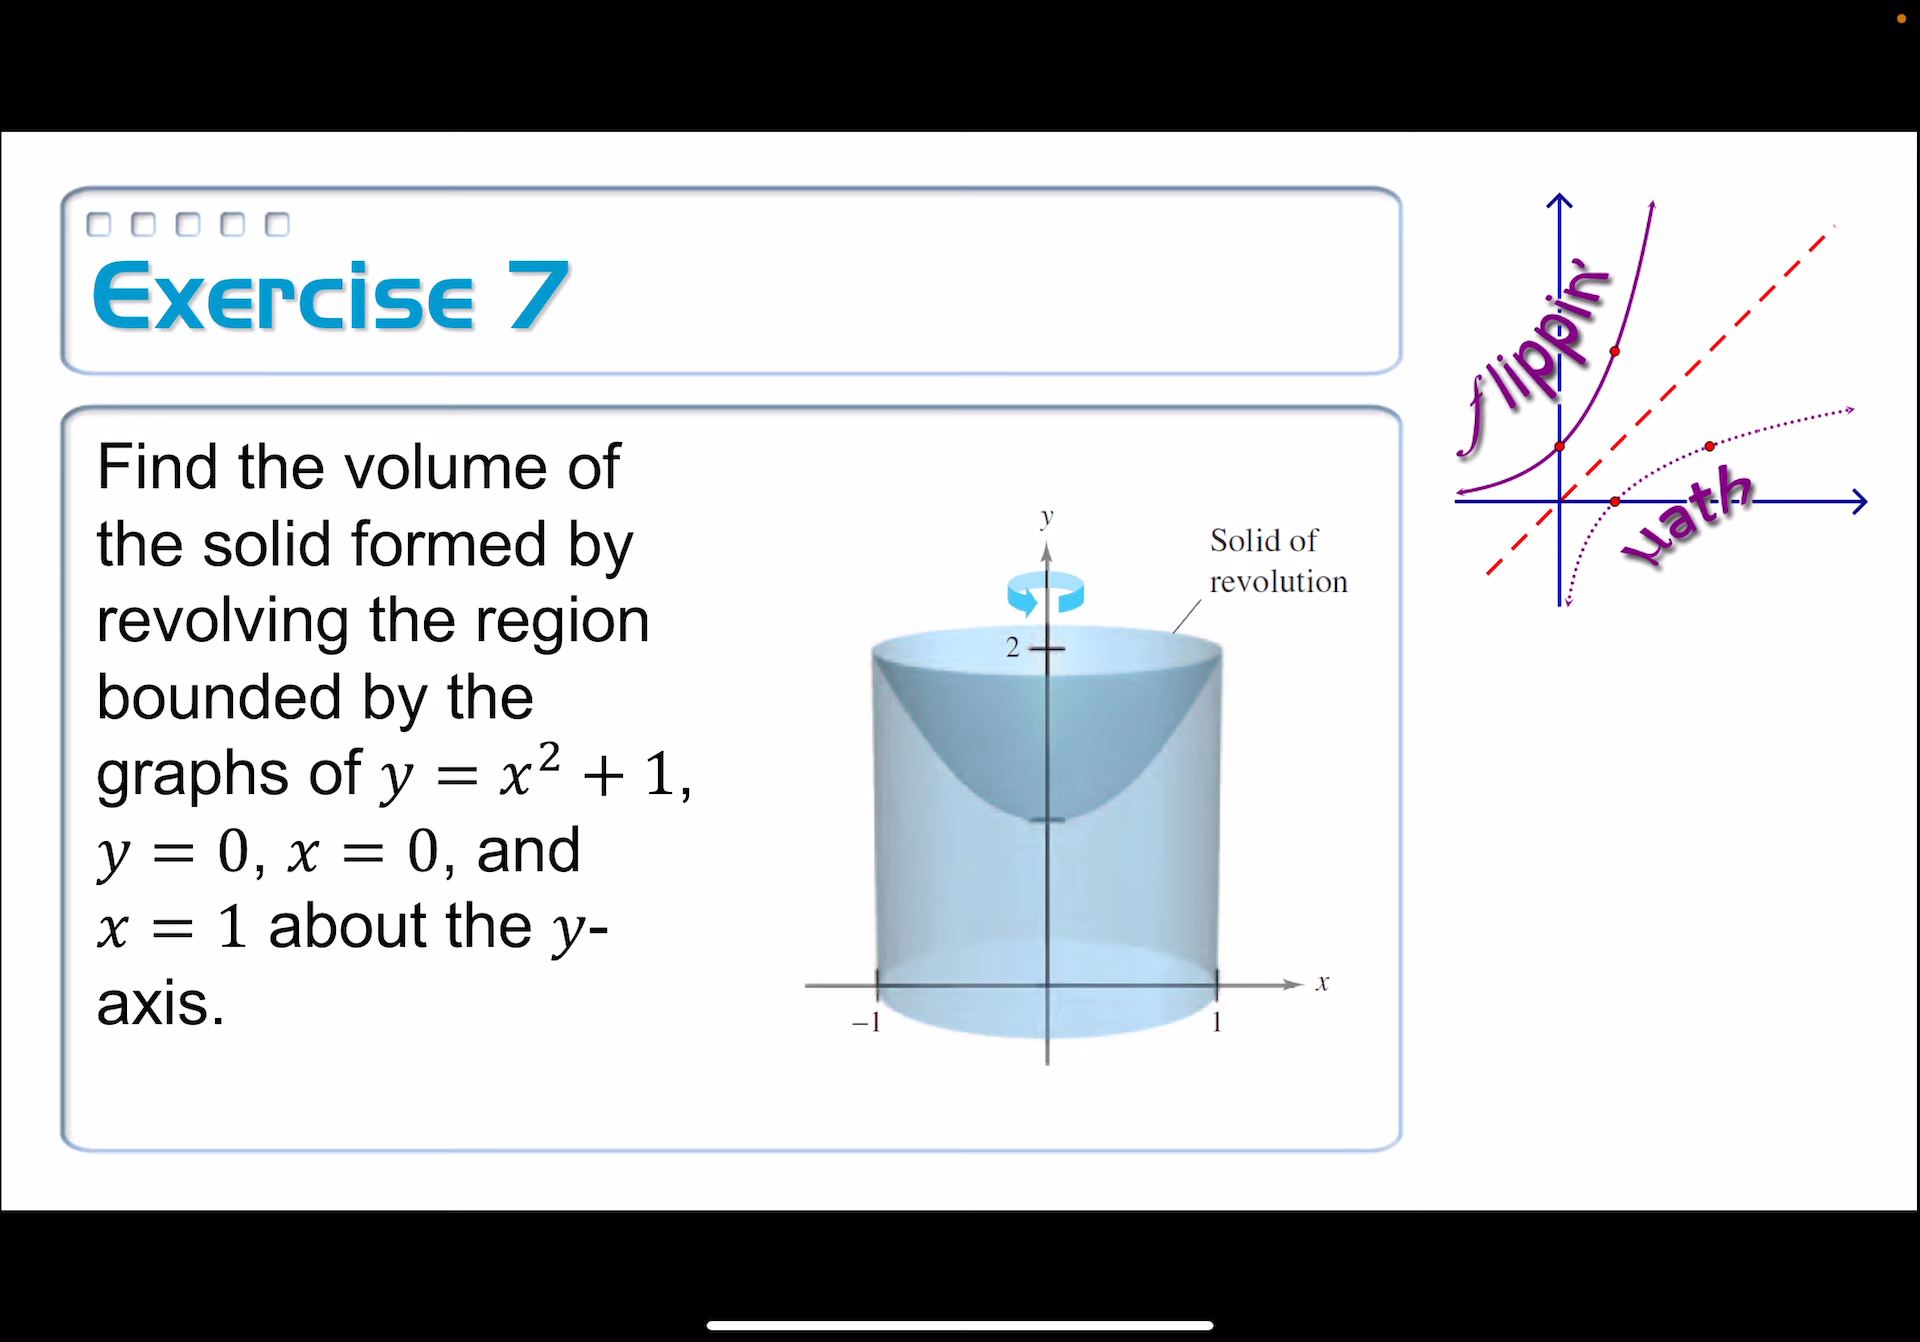 Exercise 7
Find the volume of
the solid formed by
revolving the region
bounded by the
graphs of y = x² + 1,
y = 0, x = 0, and
x = 1 about the y-
axis.
y
Solid of
revolution
2
x
−1
1
flippin'
μath